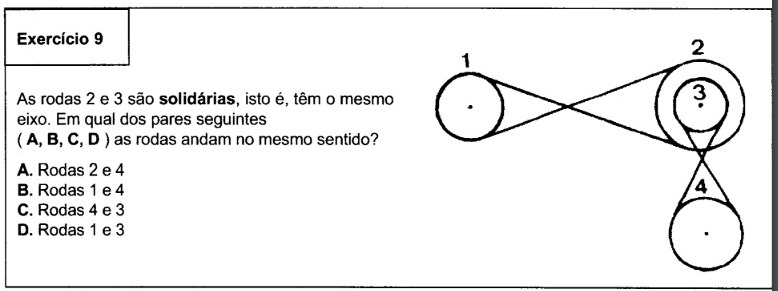 Exercício 9
As rodas 2 e 3 são solidárias, isto é, têm o mesmo
eixo. Em qual dos pares seguintes
( A, B, C, D ) as rodas andam no mesmo sentido?
A. Rodas 2 e 4
B. Rodas 1 e 4
C. Rodas 4 e 3
D. Rodas 1 e 3
1
2
3
4